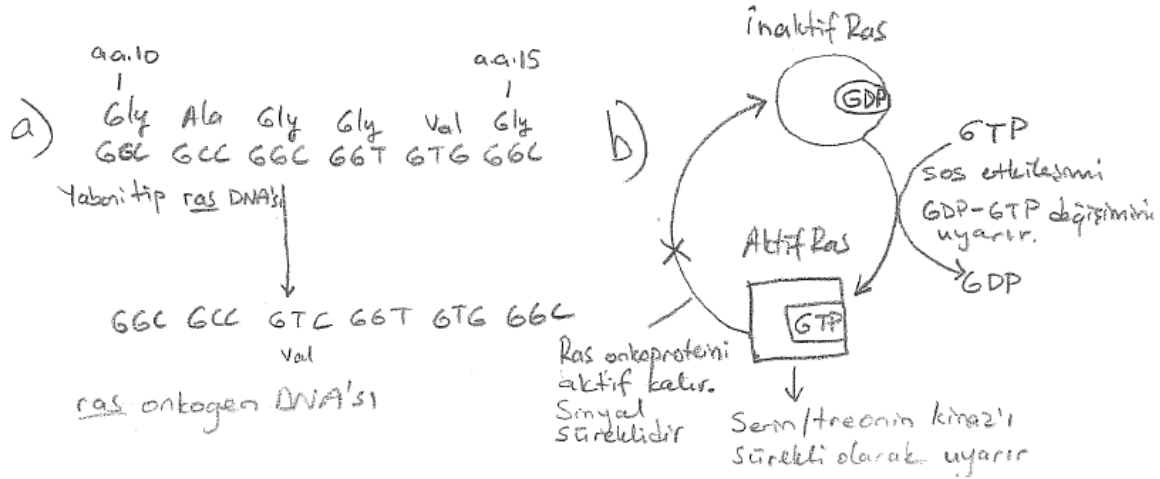 a)
a.a.10 a.a.15
Gly Ala Gly Gly Val Gly
GGC GCC GGC GGT GTG GGC
Yabani tip ras DNA'sı
GGC GCC GTC GGT GTG GGC
Val
ras onkogen DNA'sı
b)
İnaktif Ras
GDP
GTP
SOS etkileşimi
GDP-GTP değişimini
uyarır.
GDP
Aktif Ras
GTP
Ras onkoproteini
aktif kalır.
Sinyal
süreklidir
Serin/treonin kinaz'ı
sürekli olarak uyarır